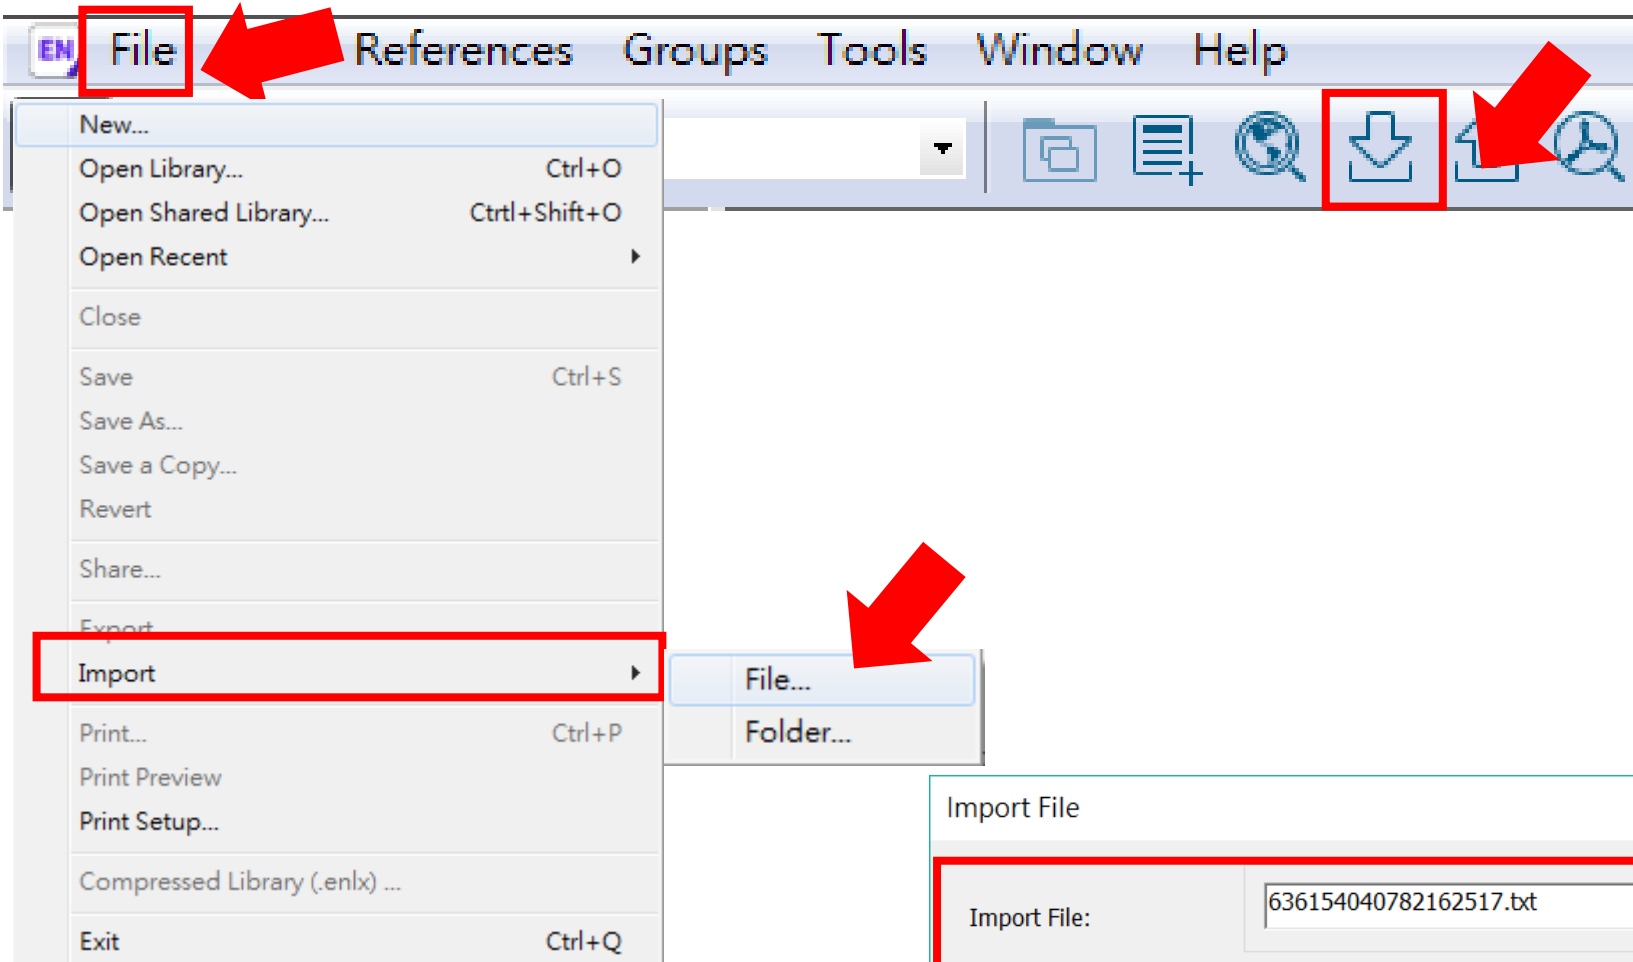 EN File References Groups Tools Window Help
New...
Open Library... Ctrl+O
Open Shared Library... Ctrtl+Shift+O
Open Recent
Close
Save Ctrl+S
Save As...
Save a Copy...
Revert
Share...
Export
Import
File...
Folder...
Print... Ctrl+P
Print Preview
Print Setup...
Compressed Library (.enlx) ...
Exit Ctrl+Q
Import File
Import File: 636154040782162517.txt